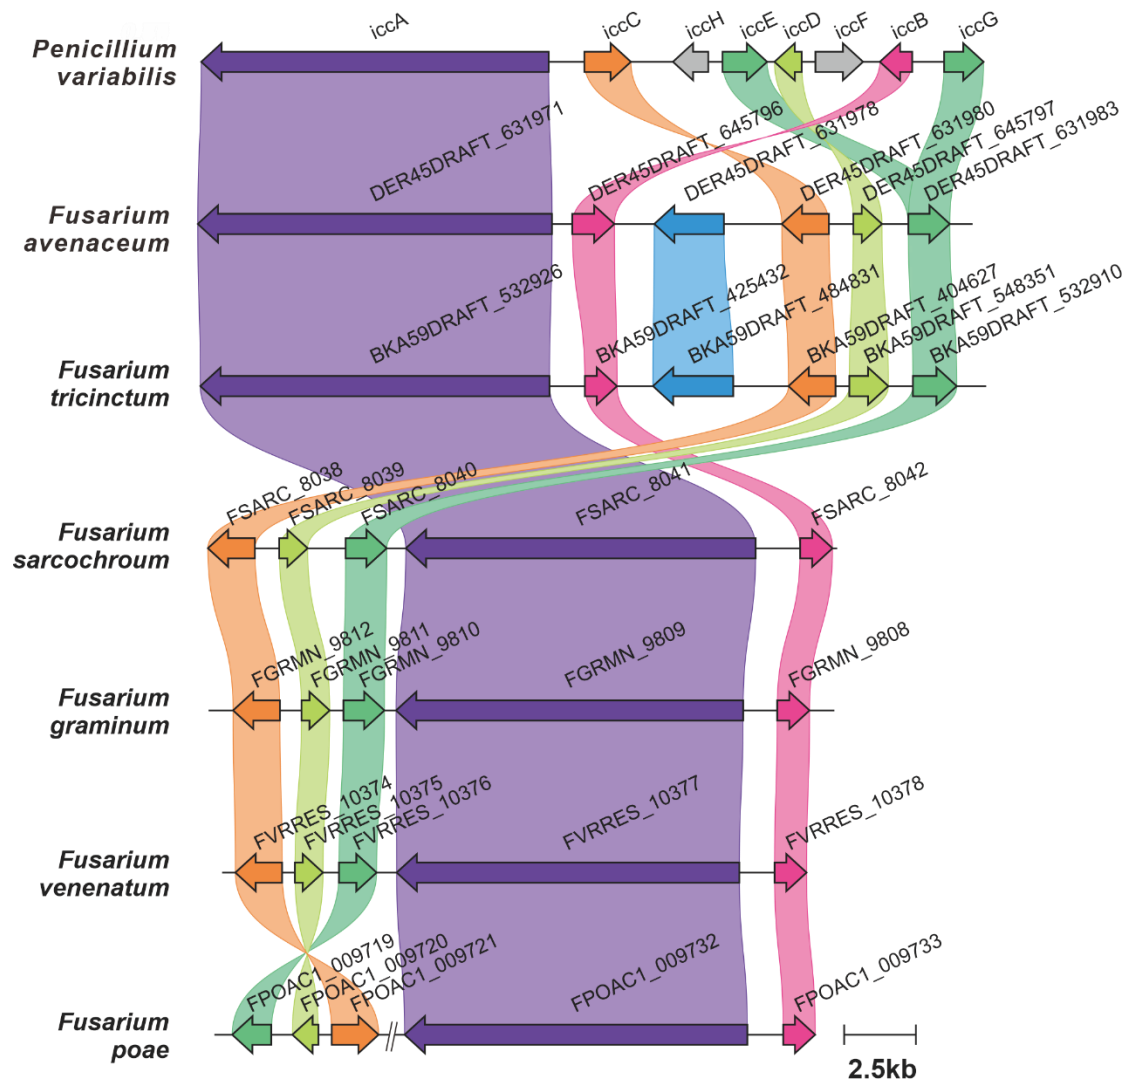 iccA iccC iccH iccE iccD iccF iccB iccG
Penicillium
variabilis
DER45DRAFT_631971 DER45DRAFT_645796 DER45DRAFT_631978 DER45DRAFT_631980 DER45DRAFT_645797 DER45DRAFT_631983
Fusarium
avenaceum
BKA59DRAFT_532926 BKA59DRAFT_425432 BKA59DRAFT_484831 BKA59DRAFT_404627 BKA59DRAFT_548351 BKA59DRAFT_532910
Fusarium
tricinctum
FSARC_8038 FSARC_8039 FSARC_8040 FSARC_8041 FSARC_8042
Fusarium
sarcochroum
FGRMN_9812 FGRMN_9811 FGRMN_9810 FGRMN_9809 FGRMN_9808
Fusarium
graminum
FVRRES_10374 FVRRES_10375 FVRRES_10376 FVRRES_10377 FVRRES_10378
Fusarium
venenatum
FPOAC1_009719 FPOAC1_009720 FPOAC1_009721 FPOAC1_009732 FPOAC1_009733
Fusarium
poae
2.5kb